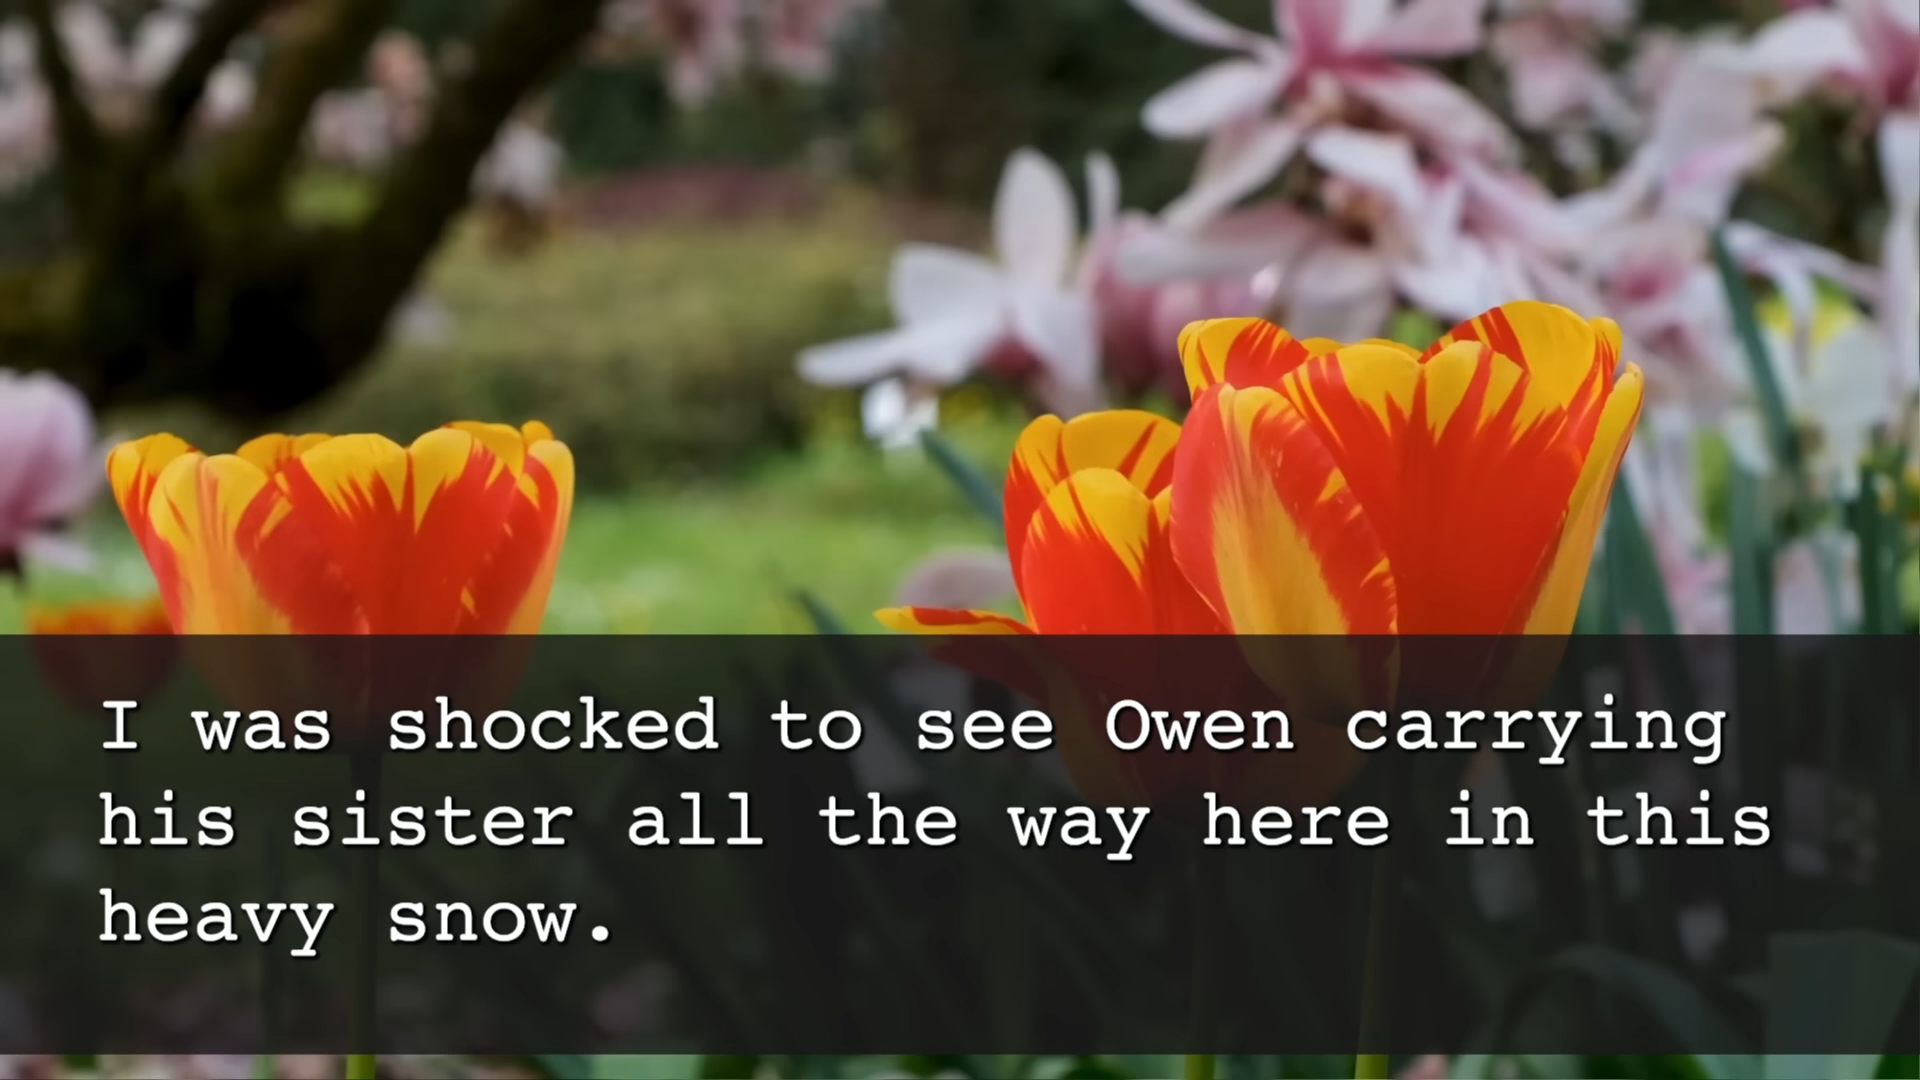 I was shocked to see Owen carrying
his sister all the way here in this
heavy snow.